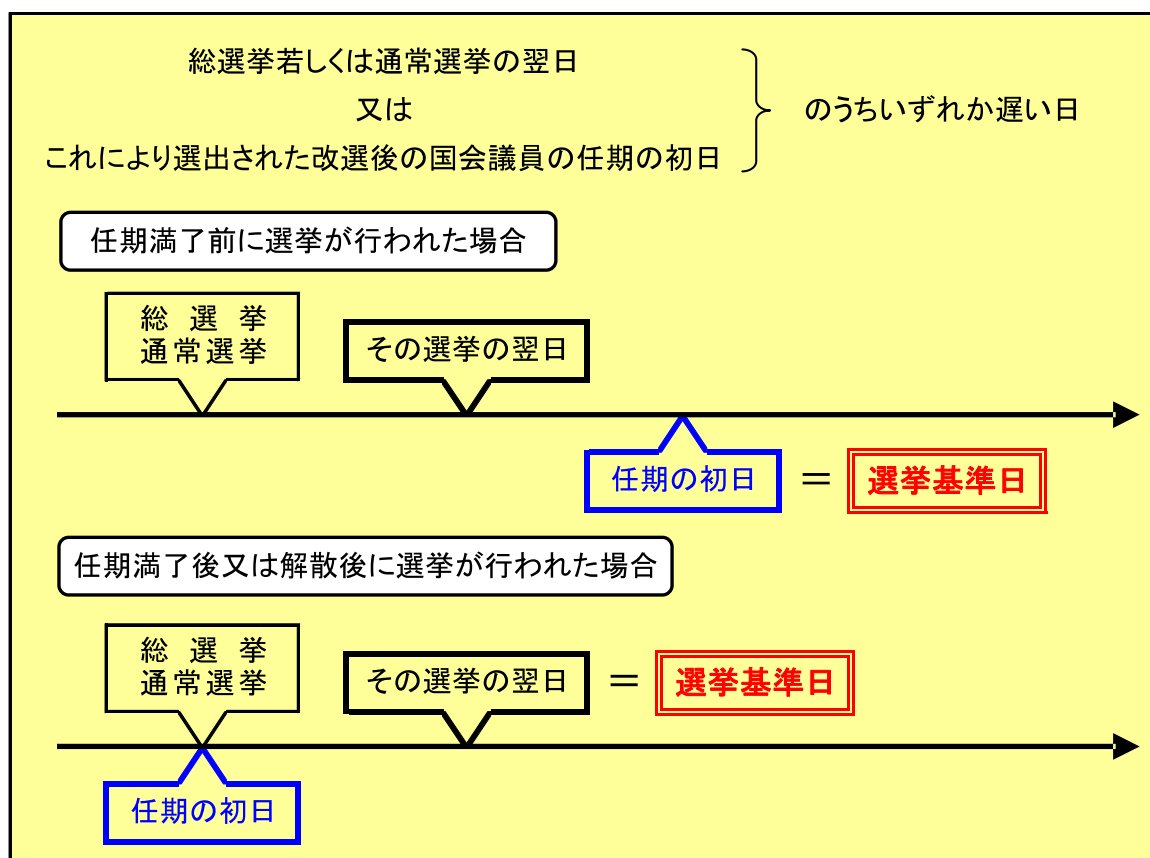 総選挙若しくは通常選挙の翌日
又は
これにより選出された改選後の国会議員の任期の初日
のうちいずれか遅い日
任期満了前に選挙が行われた場合
総選挙
通常選挙
その選挙の翌日
任期の初日 = 選挙基準日
任期満了後又は解散後に選挙が行われた場合
総選挙
通常選挙
その選挙の翌日 = 選挙基準日
任期の初日